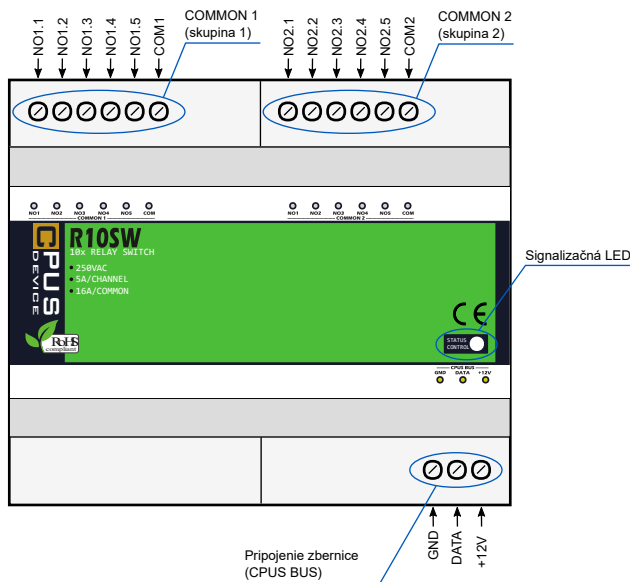 NO1.1
NO1.2
NO1.3
NO1.4
NO1.5
COM1
COMMON 1
(skupina 1)
NO2.1
NO2.2
NO2.3
NO2.4
NO2.5
COM2
COMMON 2
(skupina 2)
NO1 NO2 NO3 NO4 NO5 COM
COMMON 1
NO1 NO2 NO3 NO4 NO5 COM
COMMON 2
CPUS
DEVICE
R10SW
10x RELAY SWITCH
• 250VAC
• 5A/CHANNEL
• 16A/COMMON
RoHS
compliant
CE
Signalizačná LED
STATUS
CONTROL
CPUS BUS
GND DATA +12V
GND
DATA
+12V
Pripojenie zbernice
(CPUS BUS)